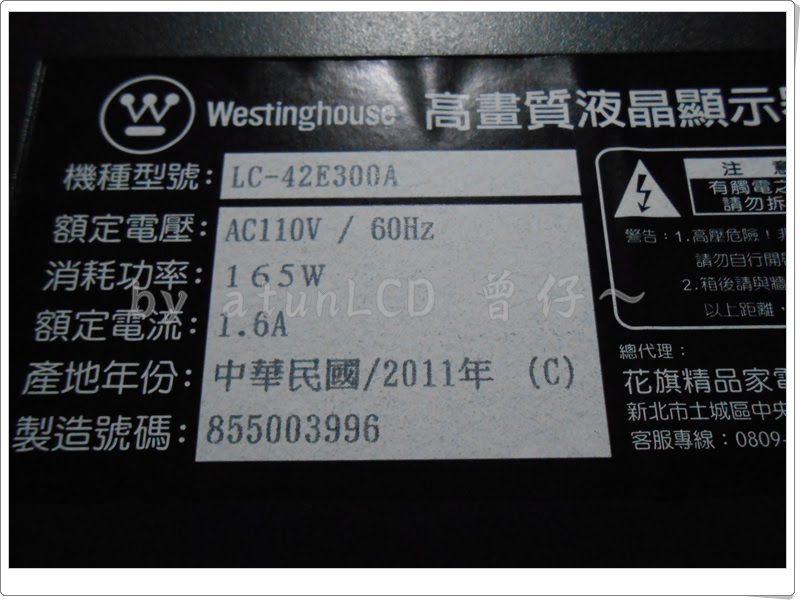 Westinghouse 高畫質液晶顯示
機種型號: LC-42E300A
額定電壓: AC110V / 60Hz
消耗功率: 165W
額定電流: 1.6A
產地年份: 中華民國/2011年 (C)
製造號碼: 855003996
注 意
有觸電之
請勿拆
警告:1.高壓危險!非
請勿自行開
2.箱後請與牆
以上距離,
總代理:
花旗精品家電
新北市土城區中央
客服專線:0809-
by atunLCD 曾仔~